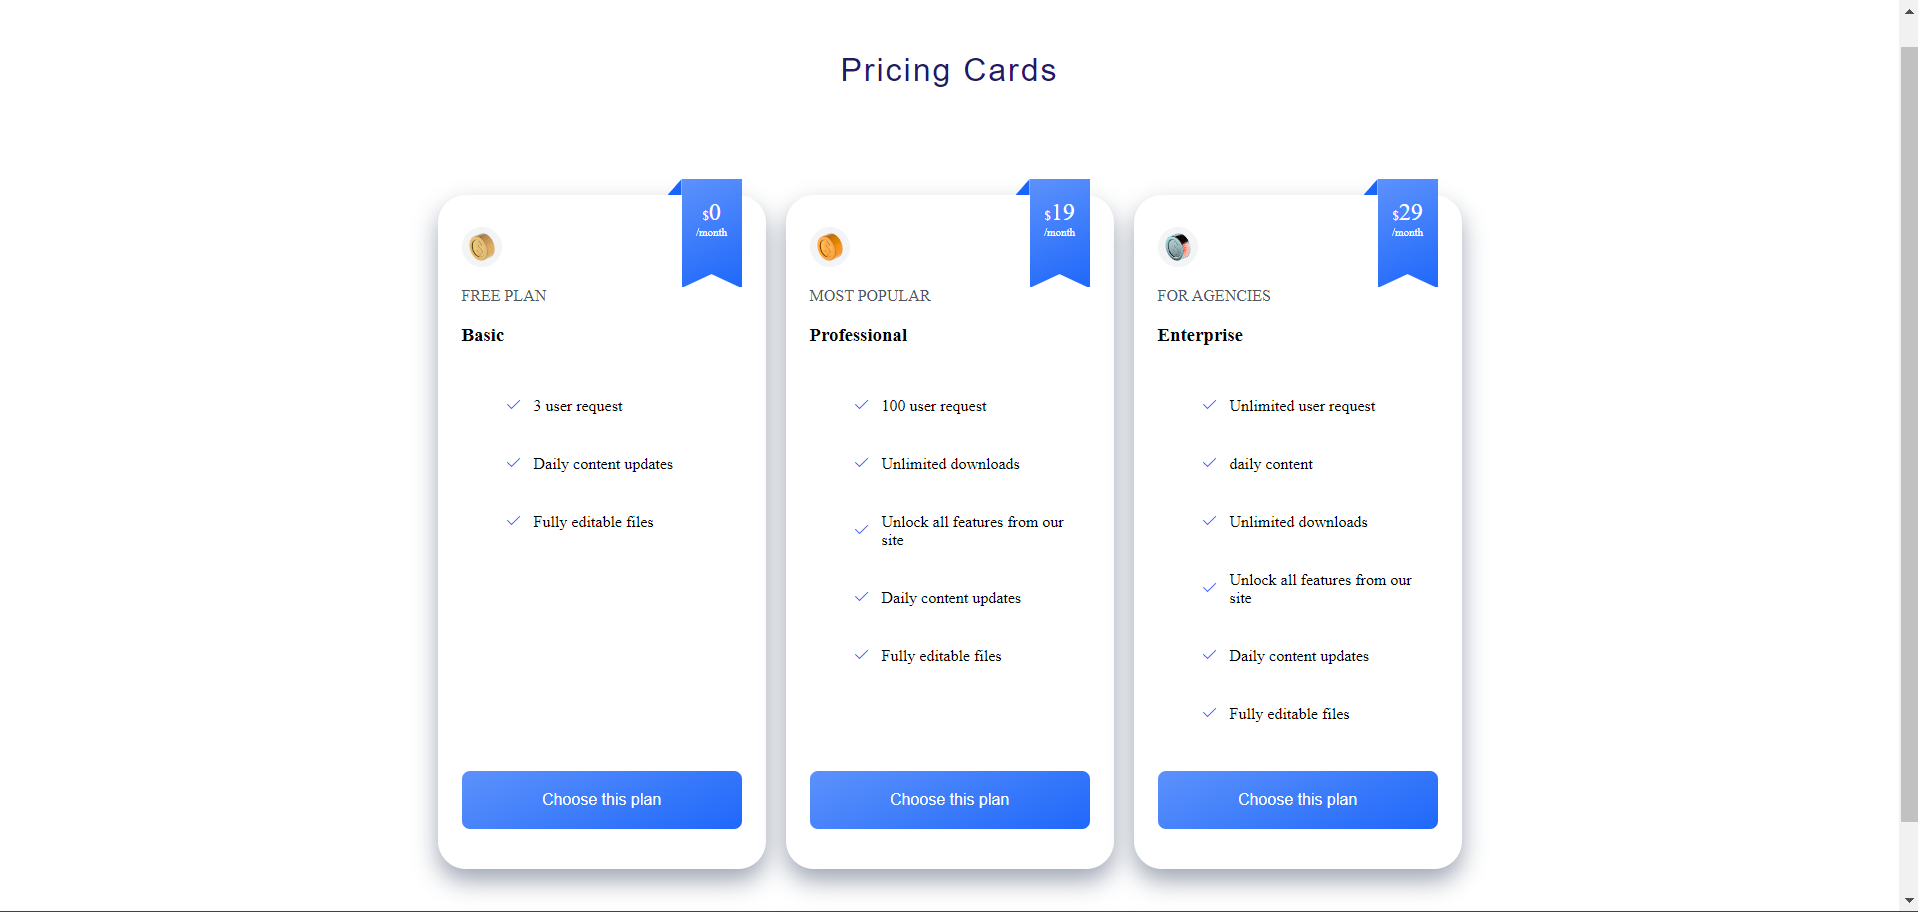 Pricing Cards
$0
/month
FREE PLAN
Basic
3 user request
Daily content updates
Fully editable files
Choose this plan
$19
/month
MOST POPULAR
Professional
100 user request
Unlimited downloads
Unlock all features from our
site
Daily content updates
Fully editable files
Choose this plan
$29
/month
FOR AGENCIES
Enterprise
Unlimited user request
daily content
Unlimited downloads
Unlock all features from our
site
Daily content updates
Fully editable files
Choose this plan